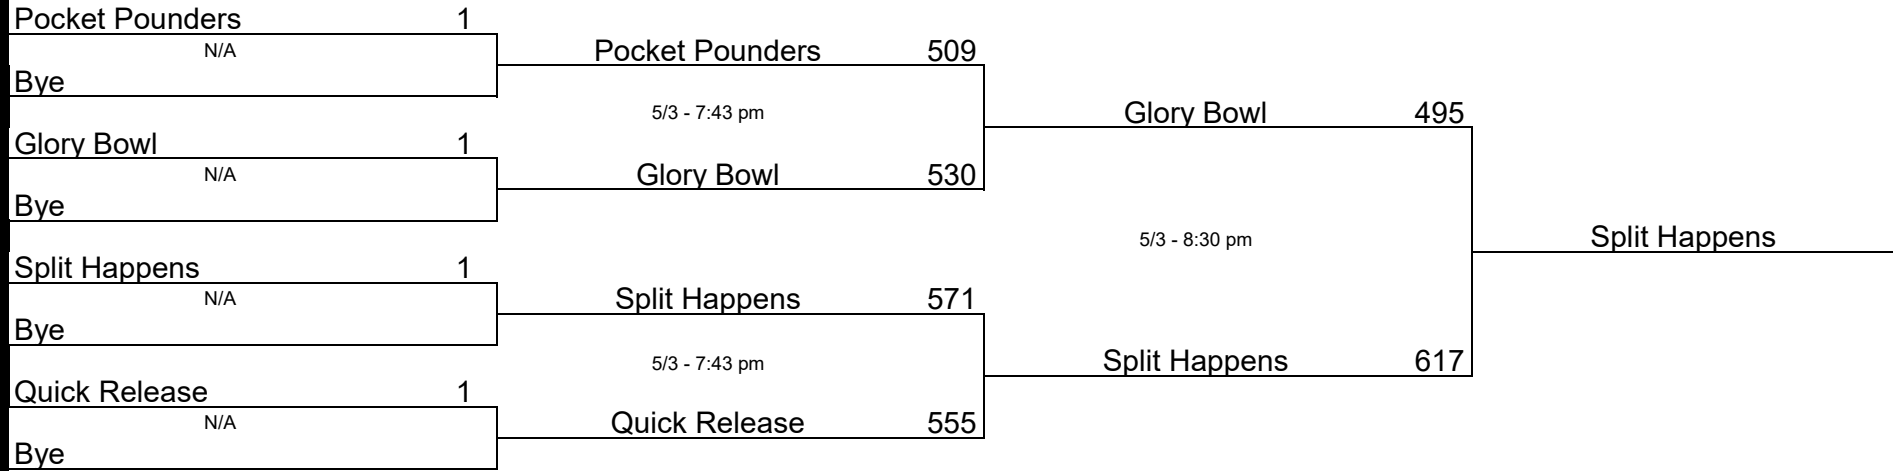 Pocket Pounders 1
N/A
Bye
Pocket Pounders 509
5/3 - 7:43 pm
Glory Bowl 1
N/A
Bye
Glory Bowl 530
Glory Bowl 495
5/3 - 8:30 pm
Split Happens 1
N/A
Bye
Split Happens 571
5/3 - 7:43 pm
Quick Release 1
N/A
Bye
Quick Release 555
Split Happens 617
Split Happens